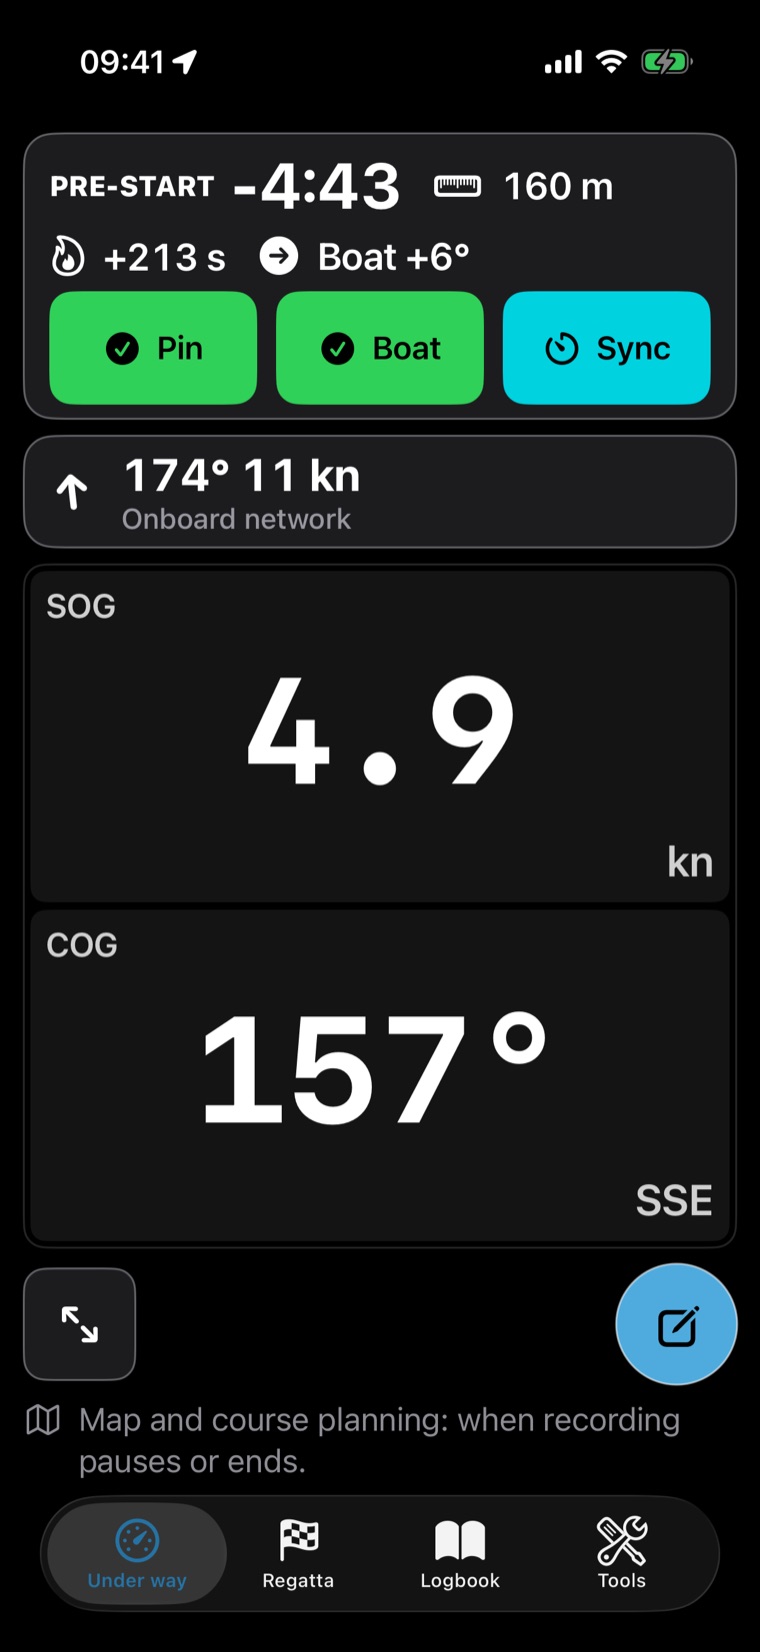 09:41
PRE-START -4:43 160 m
+213 s Boat +6°
Pin Boat Sync
174° 11 kn
Onboard network
SOG
4.9
kn
COG
157°
SSE
Map and course planning: when recording
pauses or ends.
Under way Regatta Logbook Tools